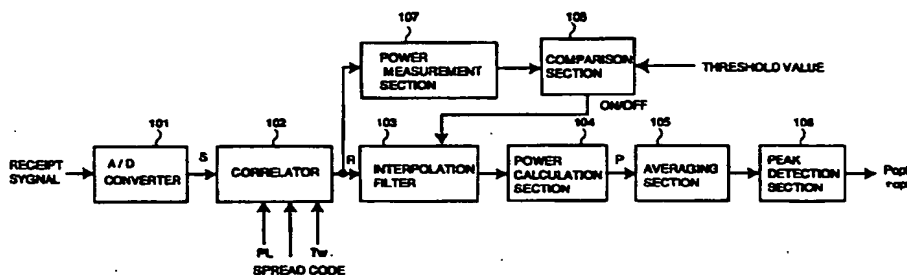 107
POWER
MEASUREMENT
SECTION
108
COMPARISON
SECTION
THRESHOLD VALUE
ON/OFF
101
A / D
CONVERTER
102
CORRELATOR
103
INTERPOLATION
FILTER
104
POWER
CALCULATION
SECTION
105
AVERAGING
SECTION
106
PEAK
DETECTION
SECTION
RECEIPT
SYGNAL
S
R
P
PL
Tw
SPREAD CODE